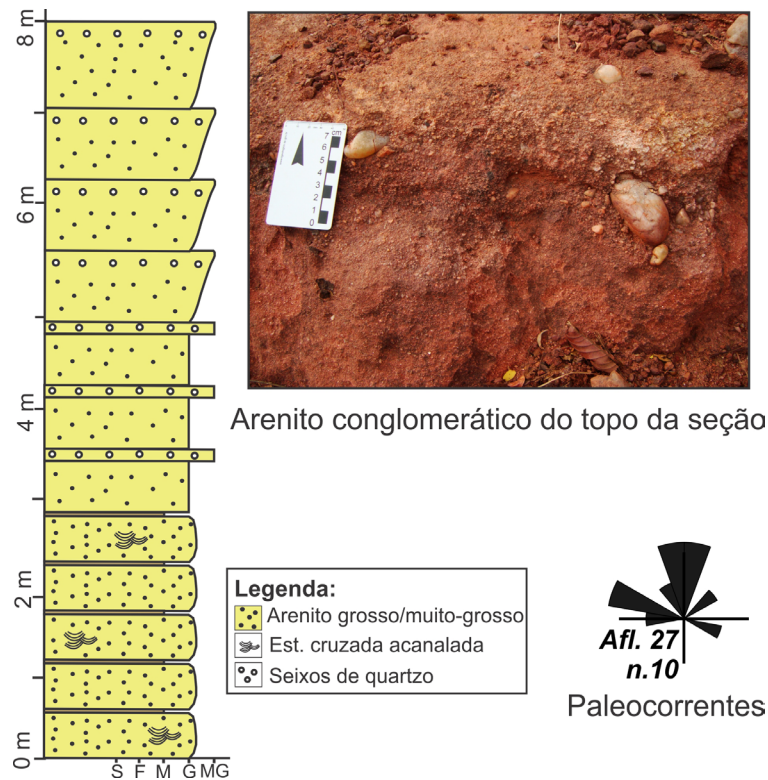 8 m
6 m
4 m
2 m
0 m
S F M G MG
cm
7
6
5
4
3
2
1
0
Arenito conglomerático do topo da seção
Legenda:
Arenito grosso/muito-grosso
Est. cruzada acanalada
Seixos de quartzo
Afl. 27
n.10
Paleocorrentes